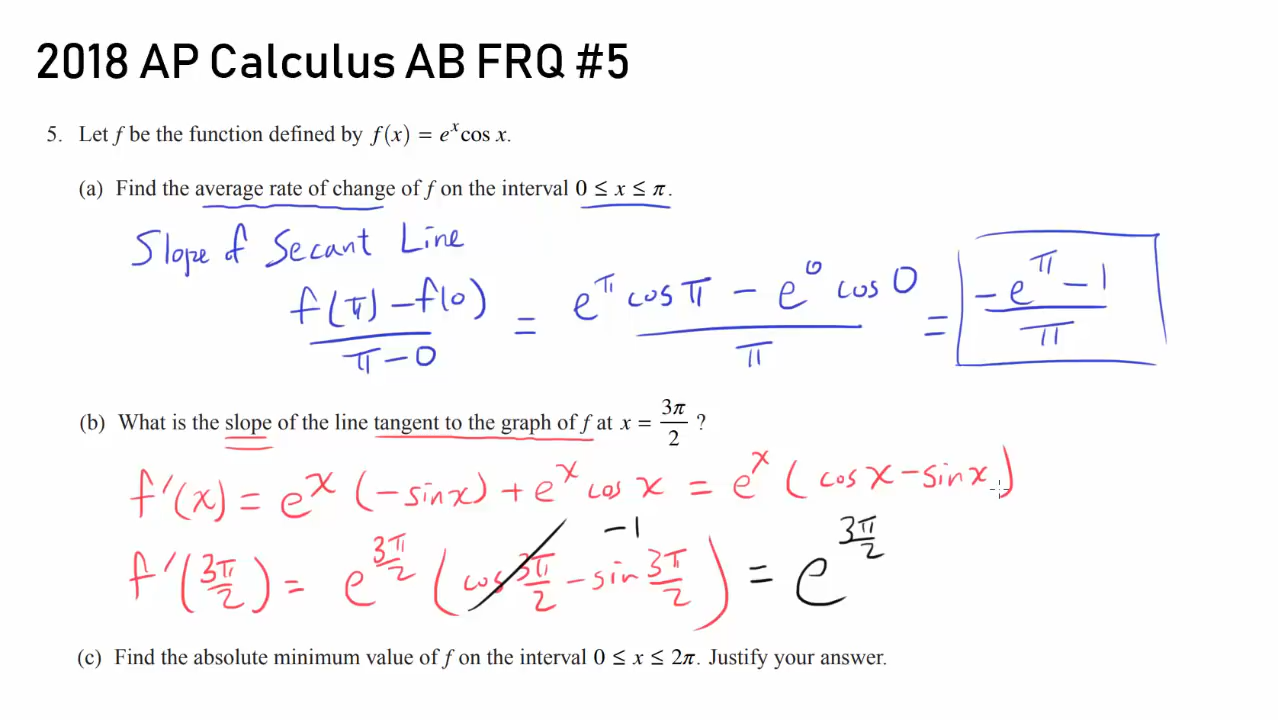 2018 AP Calculus AB FRQ #5
5. Let f be the function defined by f(x) = e^x cos x.
(a) Find the average rate of change of f on the interval 0 ≤ x ≤ π.
Slope of Secant Line
(f(π) − f(0))/(π − 0) = (e^π cos π − e^0 cos 0)/π = (−e^π − 1)/π
(b) What is the slope of the line tangent to the graph of f at x = 3π/2 ?
f'(x) = e^x (−sin x) + e^x cos x = e^x (cos x − sin x)
−1
f'(3π/2) = e^(3π/2) (cos 3π/2 − sin 3π/2) = e^(3π/2)
(c) Find the absolute minimum value of f on the interval 0 ≤ x ≤ 2π. Justify your answer.